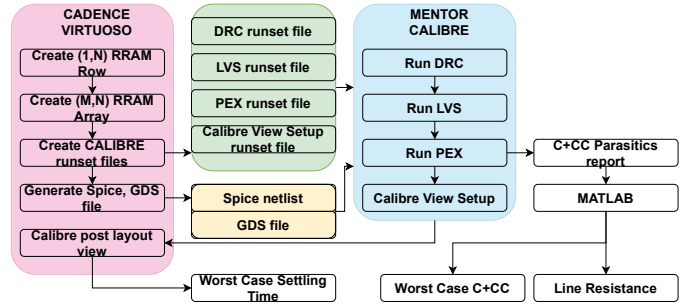 CADENCE
VIRTUOSO
Create (1,N) RRAM
Row
Create (M,N) RRAM
Array
Create CALIBRE
runset files
Generate Spice, GDS
file
Calibre post layout
view
DRC runset file
LVS runset file
PEX runset file
Calibre View Setup
runset file
Spice netlist
GDS file
Worst Case Settling
Time
MENTOR
CALIBRE
Run DRC
Run LVS
Run PEX
Calibre View Setup
C+CC Parasitics
report
MATLAB
Worst Case C+CC
Line Resistance